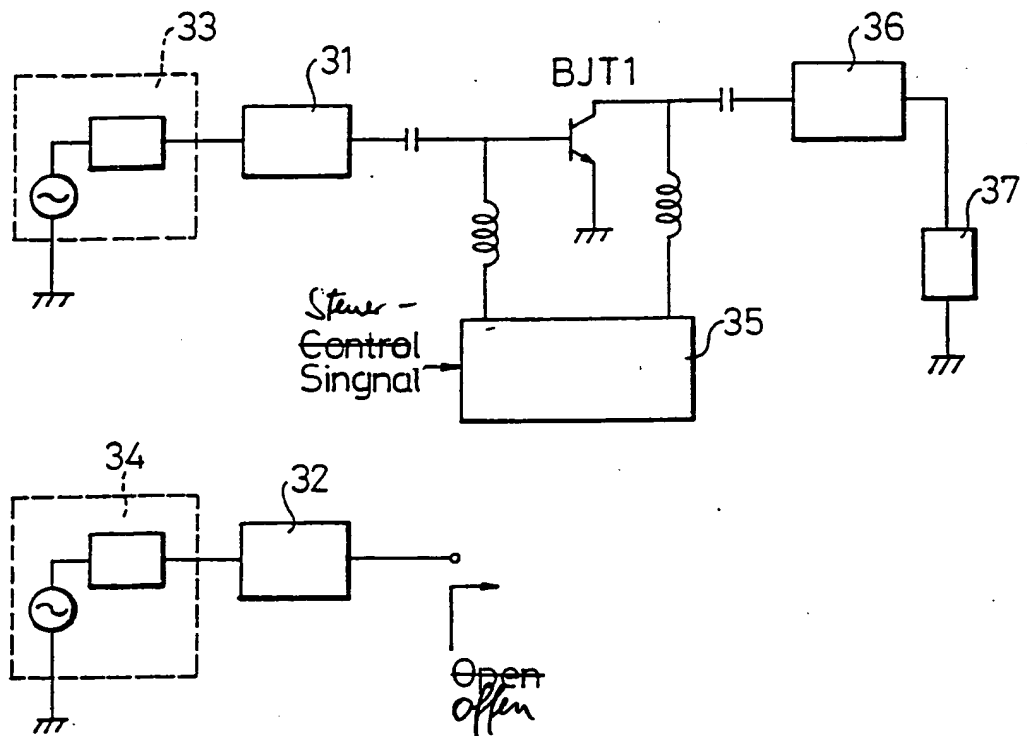 33
31
BJT1
36
37
Steuer-
Control
Singnal
35
34
32
Open
offen